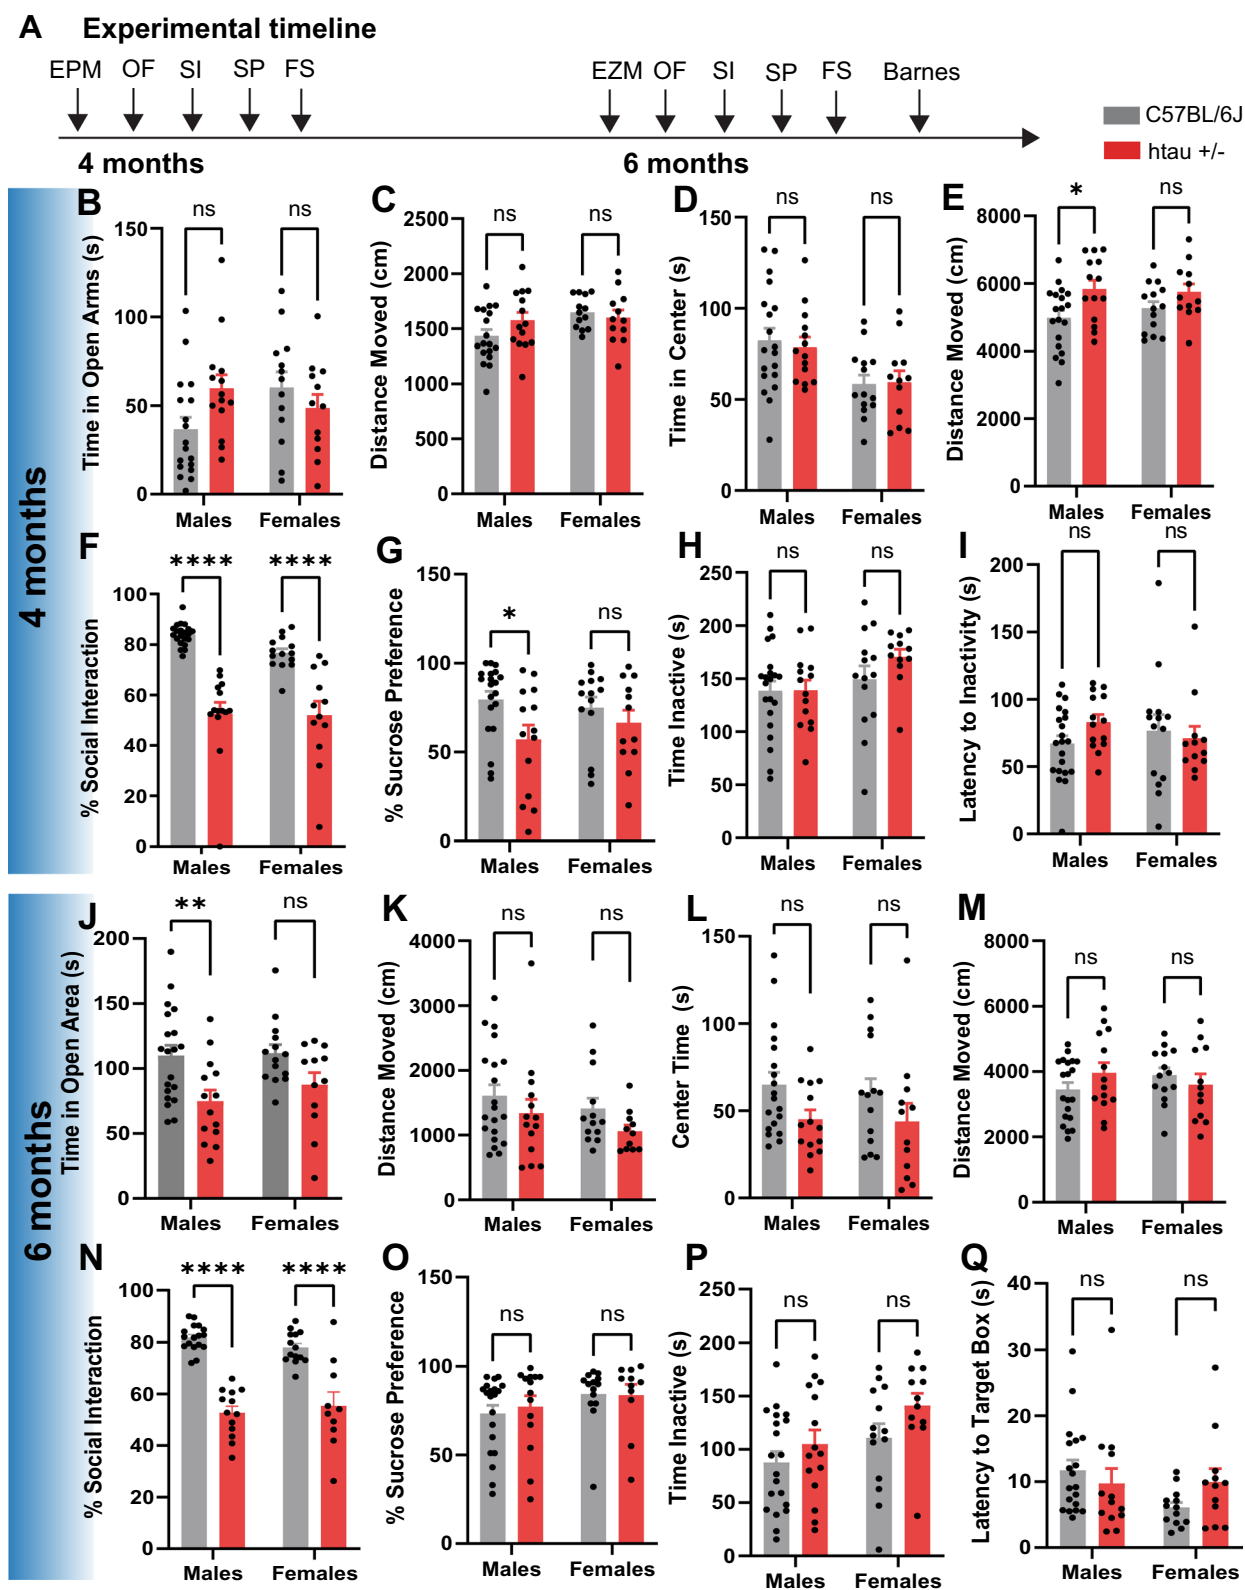 A Experimental timeline
EPM OF SI SP FS EZM OF SI SP FS Barnes
4 months 6 months
C57BL/6J
htau +/-
4 months
B
Time in Open Arms (s)
150
100
50
0
ns ns
Males Females
C
Distance Moved (cm)
2500
2000
1500
1000
500
0
ns ns
Males Females
D
Time in Center (s)
150
100
50
0
ns ns
Males Females
E
Distance Moved (cm)
8000
6000
4000
2000
0
* ns
Males Females
F
% Social Interaction
100
80
60
40
20
0
**** ****
Males Females
G
% Sucrose Preference
150
100
50
0
* ns
Males Females
H
Time Inactive (s)
250
200
150
100
50
0
ns ns
Males Females
I
Latency to Inactivity (s)
200
150
100
50
0
ns ns
Males Females
6 months
J
Time in Open Area (s)
200
150
100
50
0
** ns
Males Females
K
Distance Moved (cm)
4000
3000
2000
1000
0
ns ns
Males Females
L
Center Time (s)
150
100
50
0
ns ns
Males Females
M
Distance Moved (cm)
8000
6000
4000
2000
0
ns ns
Males Females
N
% Social Interaction
100
80
60
40
20
0
**** ****
Males Females
O
% Sucrose Preference
150
100
50
0
ns ns
Males Females
P
Time Inactive (s)
250
200
150
100
50
0
ns ns
Males Females
Q
Latency to Target Box (s)
40
30
20
10
0
ns ns
Males Females